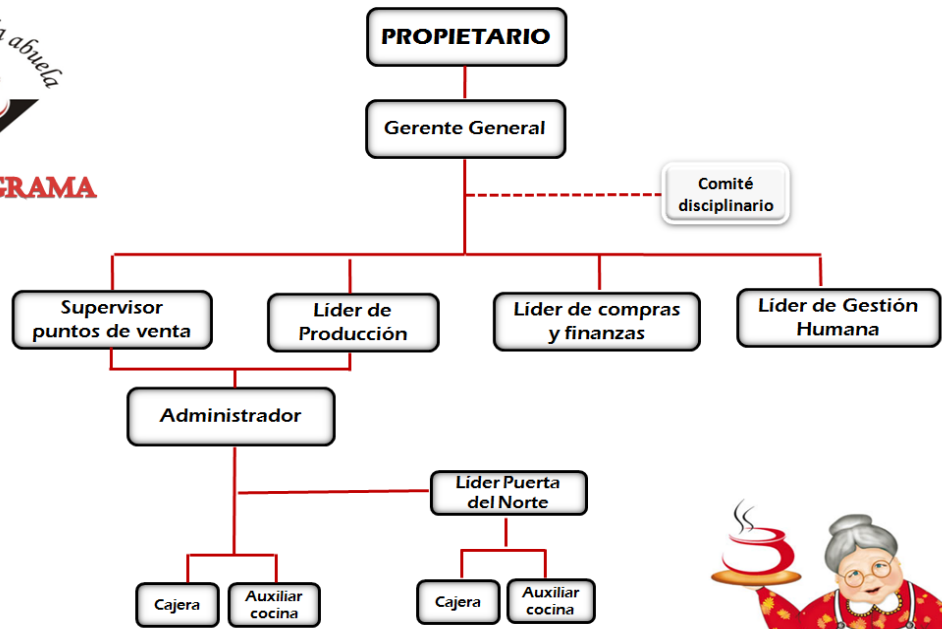 la abuela
PROPIETARIO
Gerente General
GRAMA
Comité
disciplinario
Supervisor
puntos de venta
Líder de
Producción
Líder de compras
y finanzas
Líder de Gestión
Humana
Administrador
Líder Puerta
del Norte
Cajera
Auxiliar
cocina
Cajera
Auxiliar
cocina